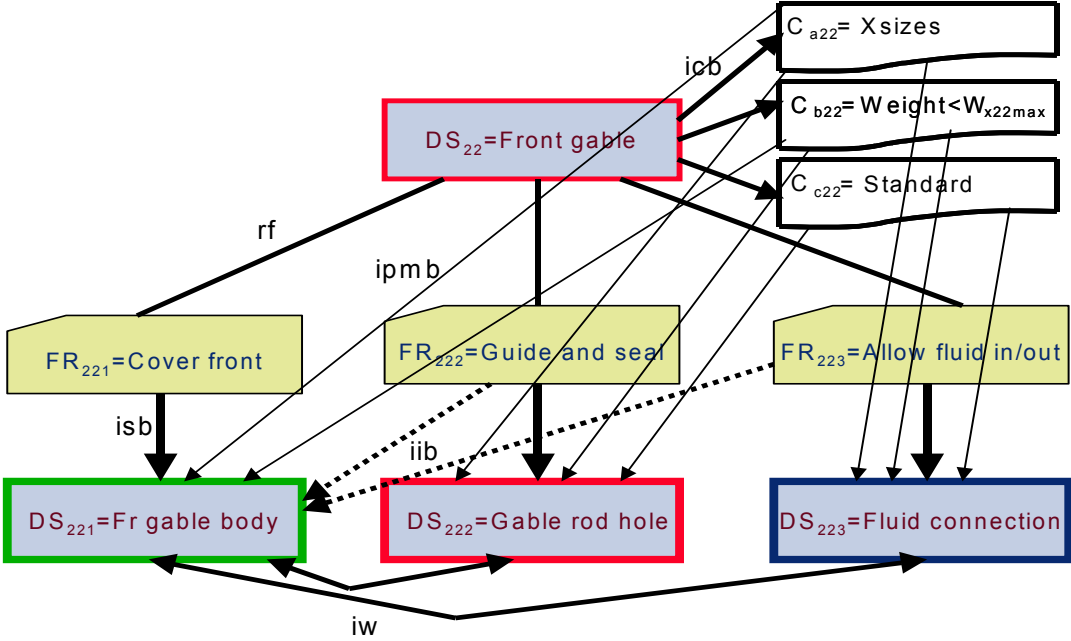 C a22= Xsizes
icb
C b22=Weight<Wx22max
DS22=Front gable
C c22= Standard
rf
ipmb
FR221=Cover front
FR222=Guide and seal
FR223=Allow fluid in/out
isb
iib
DS221=Fr gable body
DS222=Gable rod hole
DS223=Fluid connection
iw